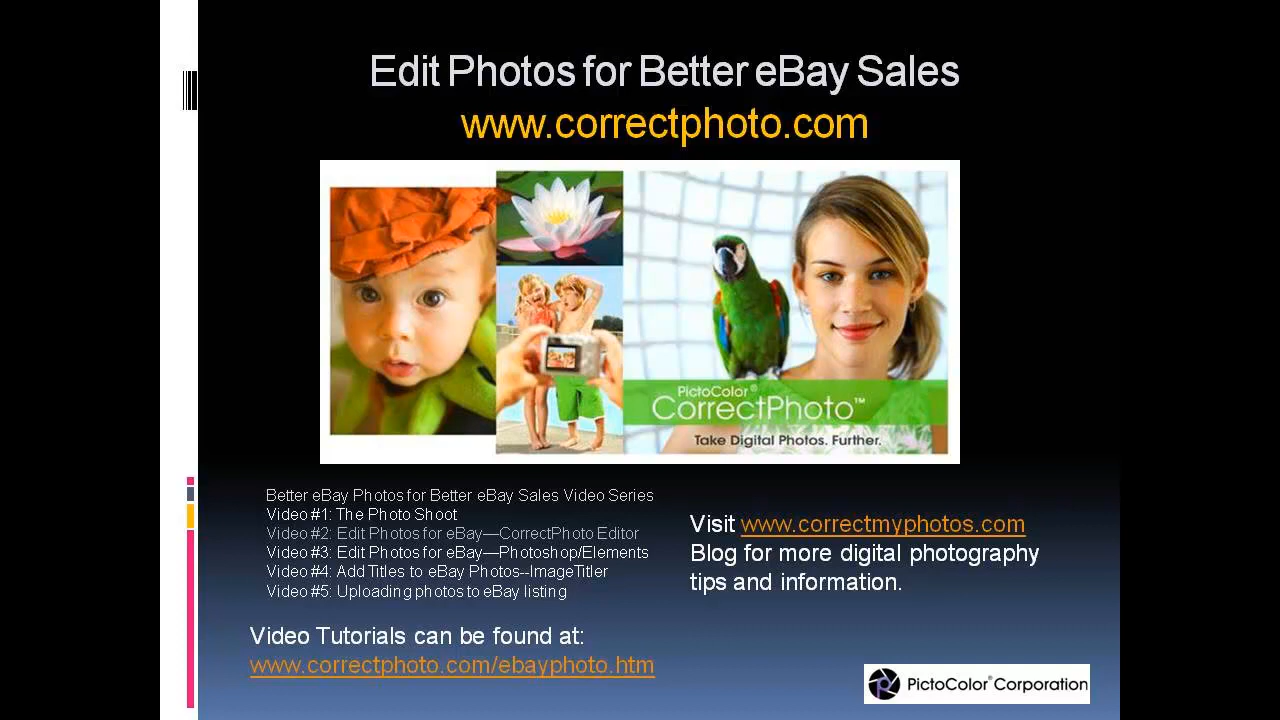 Edit Photos for Better eBay Sales
www.correctphoto.com
PictoColor®
CorrectPhoto™
Take Digital Photos. Further.
Better eBay Photos for Better eBay Sales Video Series
Video #1: The Photo Shoot
Video #2: Edit Photos for eBay—CorrectPhoto Editor
Video #3: Edit Photos for eBay—Photoshop/Elements
Video #4: Add Titles to eBay Photos--ImageTitler
Video #5: Uploading photos to eBay listing
Visit www.correctmyphotos.com
Blog for more digital photography
tips and information.
Video Tutorials can be found at:
www.correctphoto.com/ebayphoto.htm
PictoColor® Corporation